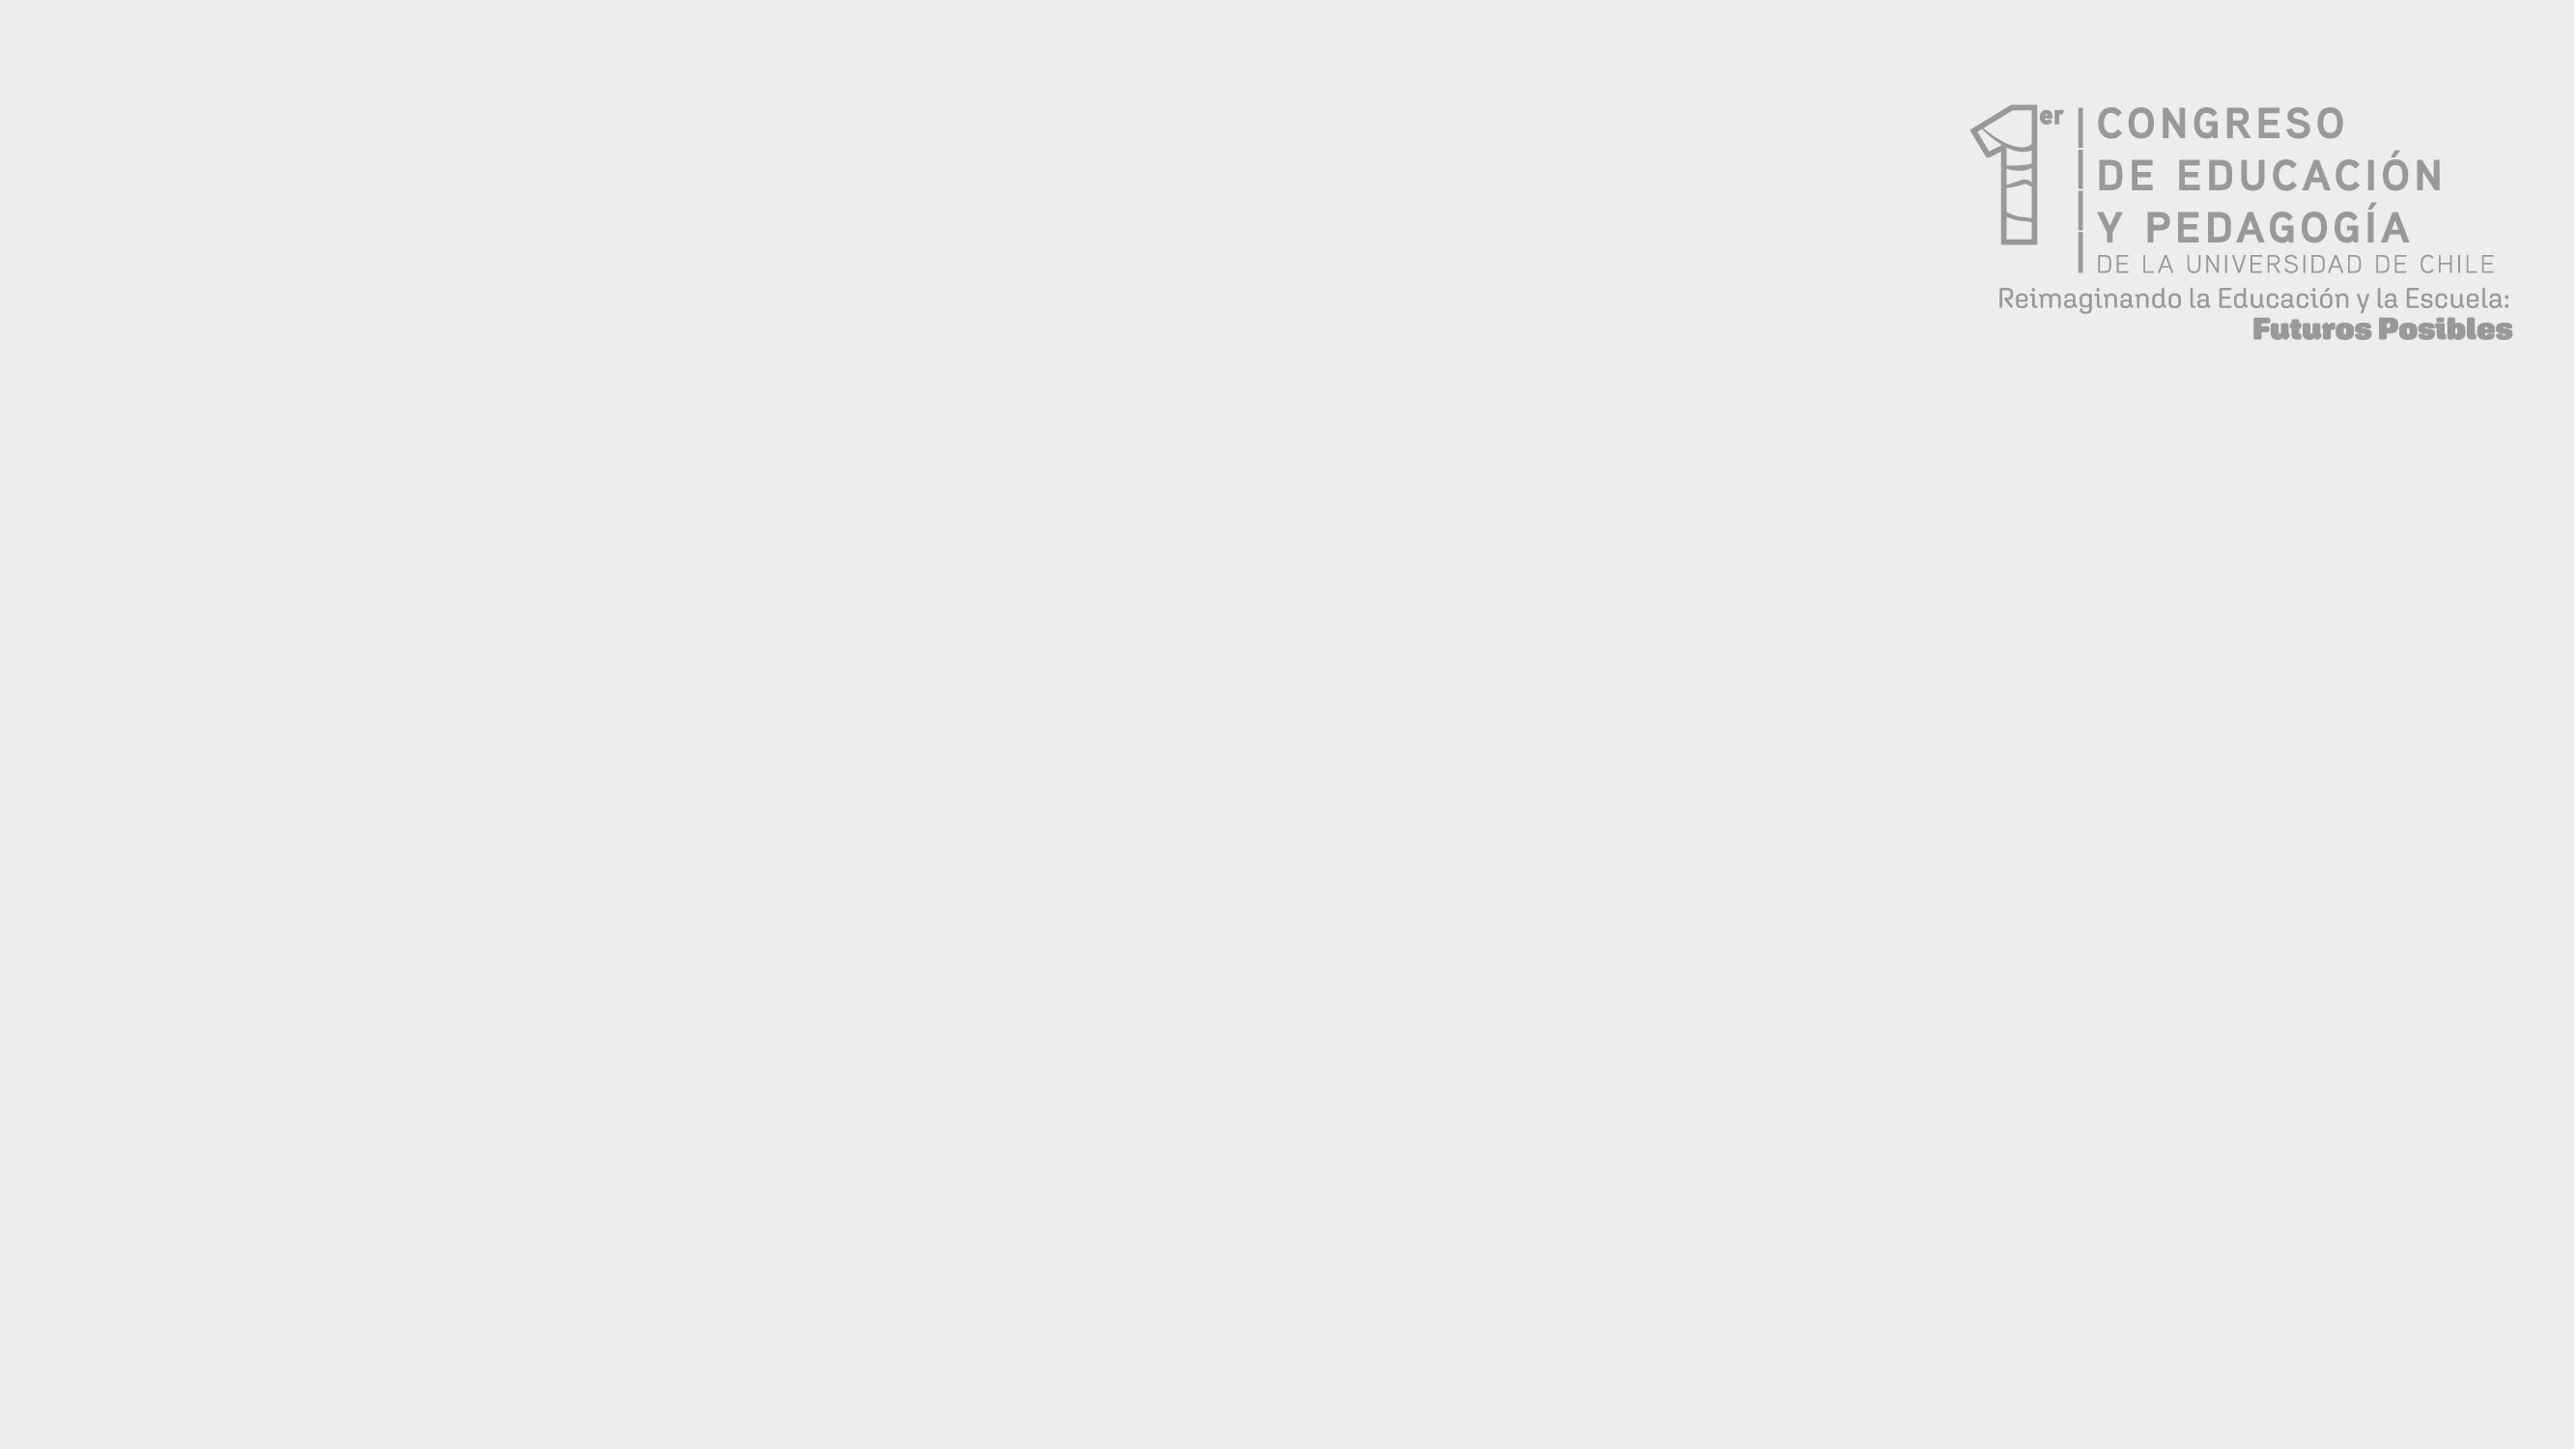 1er
CONGRESO
DE EDUCACIÓN
Y PEDAGOGÍA
DE LA UNIVERSIDAD DE CHILE
Reimaginando la Educación y la Escuela:
Futuros Posibles